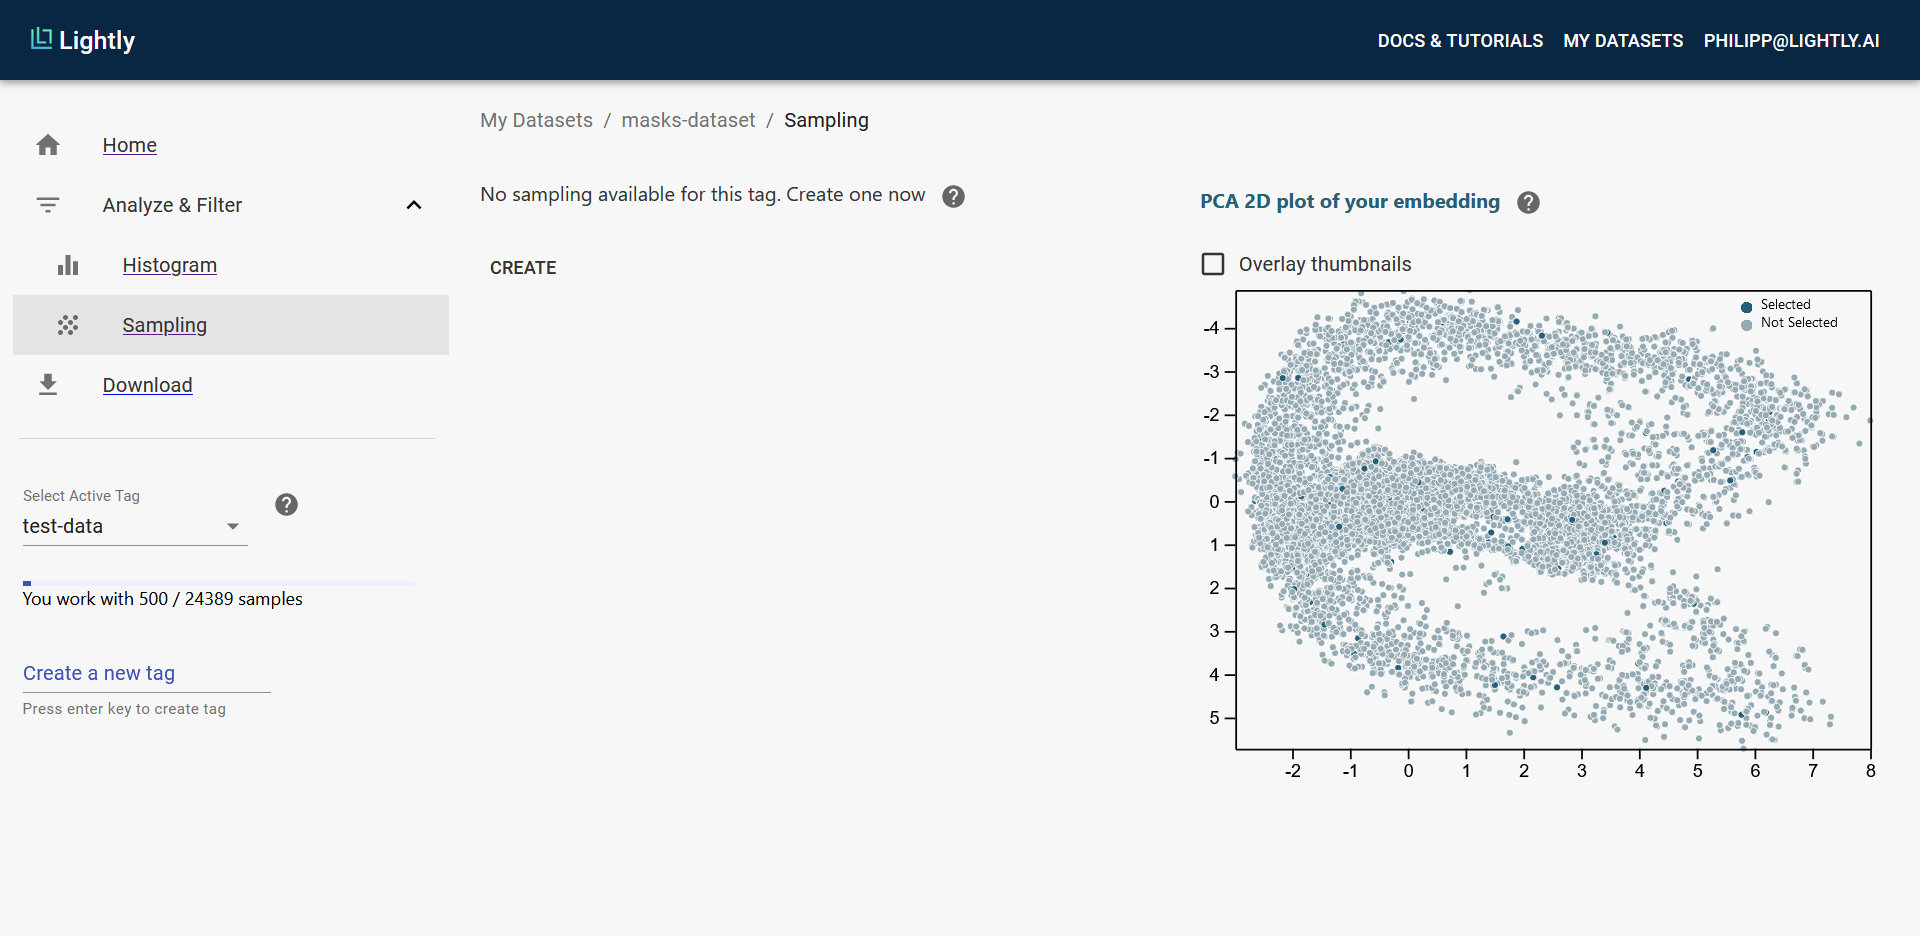 Lightly
DOCS & TUTORIALS MY DATASETS PHILIPP@LIGHTLY.AI
Home
Analyze & Filter
Histogram
Sampling
Download
Select Active Tag
test-data
You work with 500 / 24389 samples
Create a new tag
Press enter key to create tag
My Datasets / masks-dataset / Sampling
No sampling available for this tag. Create one now
CREATE
PCA 2D plot of your embedding
Overlay thumbnails
Selected
Not Selected
-4
-3
-2
-1
0
1
2
3
4
5
-2 -1 0 1 2 3 4 5 6 7 8